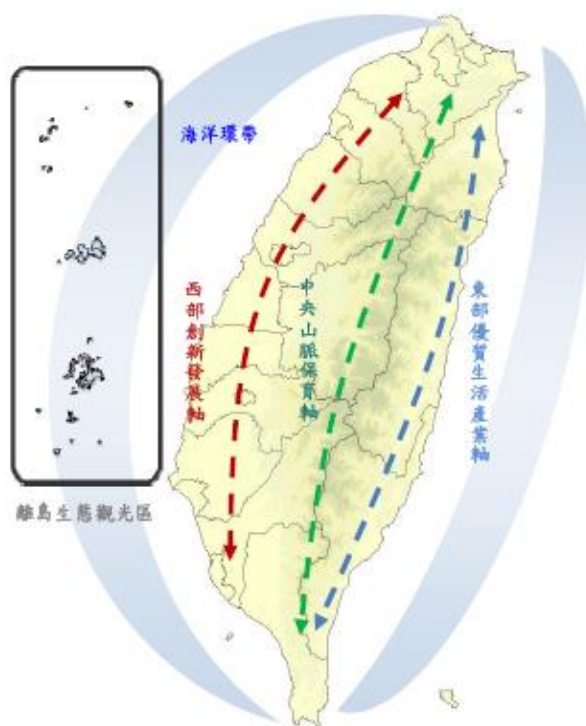 海洋環帶
西部創新發展軸
中央山脈保育軸
東部優質生活產業軸
離島生態觀光區